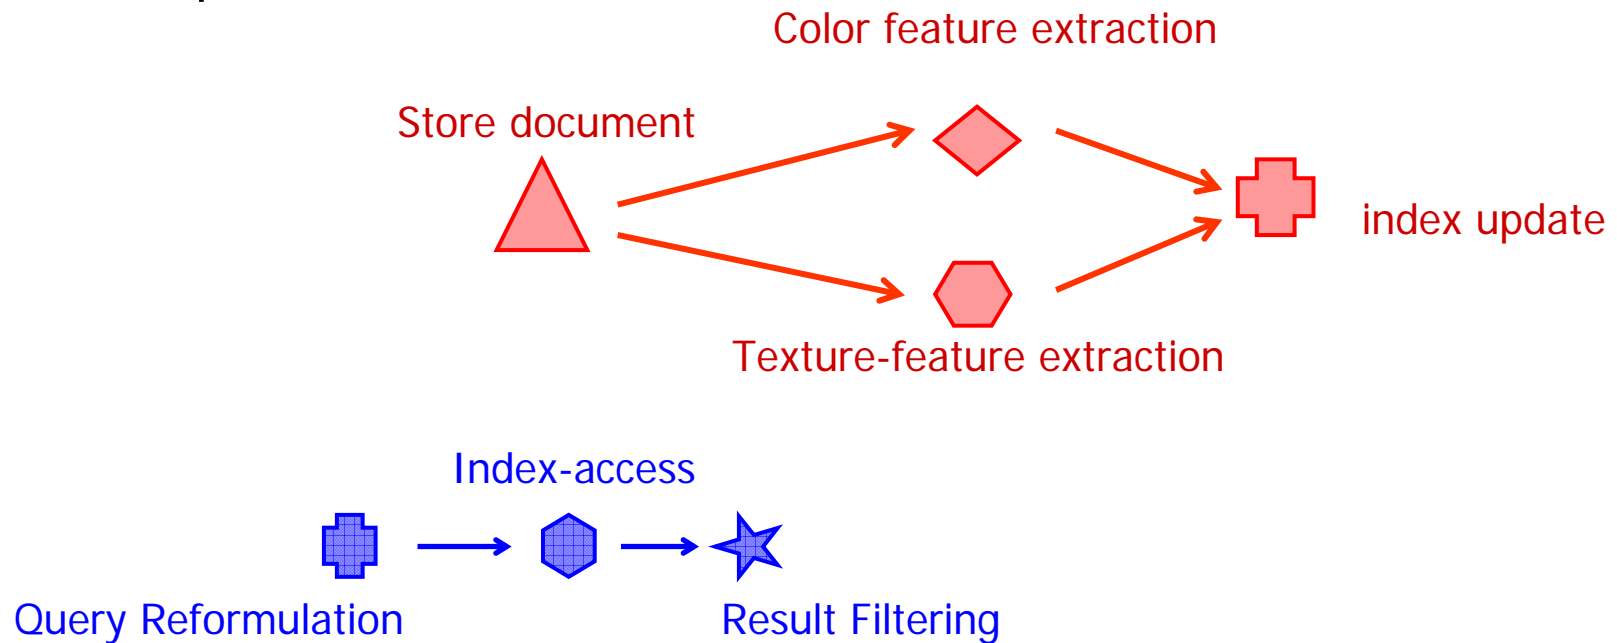 Color feature extraction
Store document
index update
Texture-feature extraction
Index-access
Query Reformulation
Result Filtering